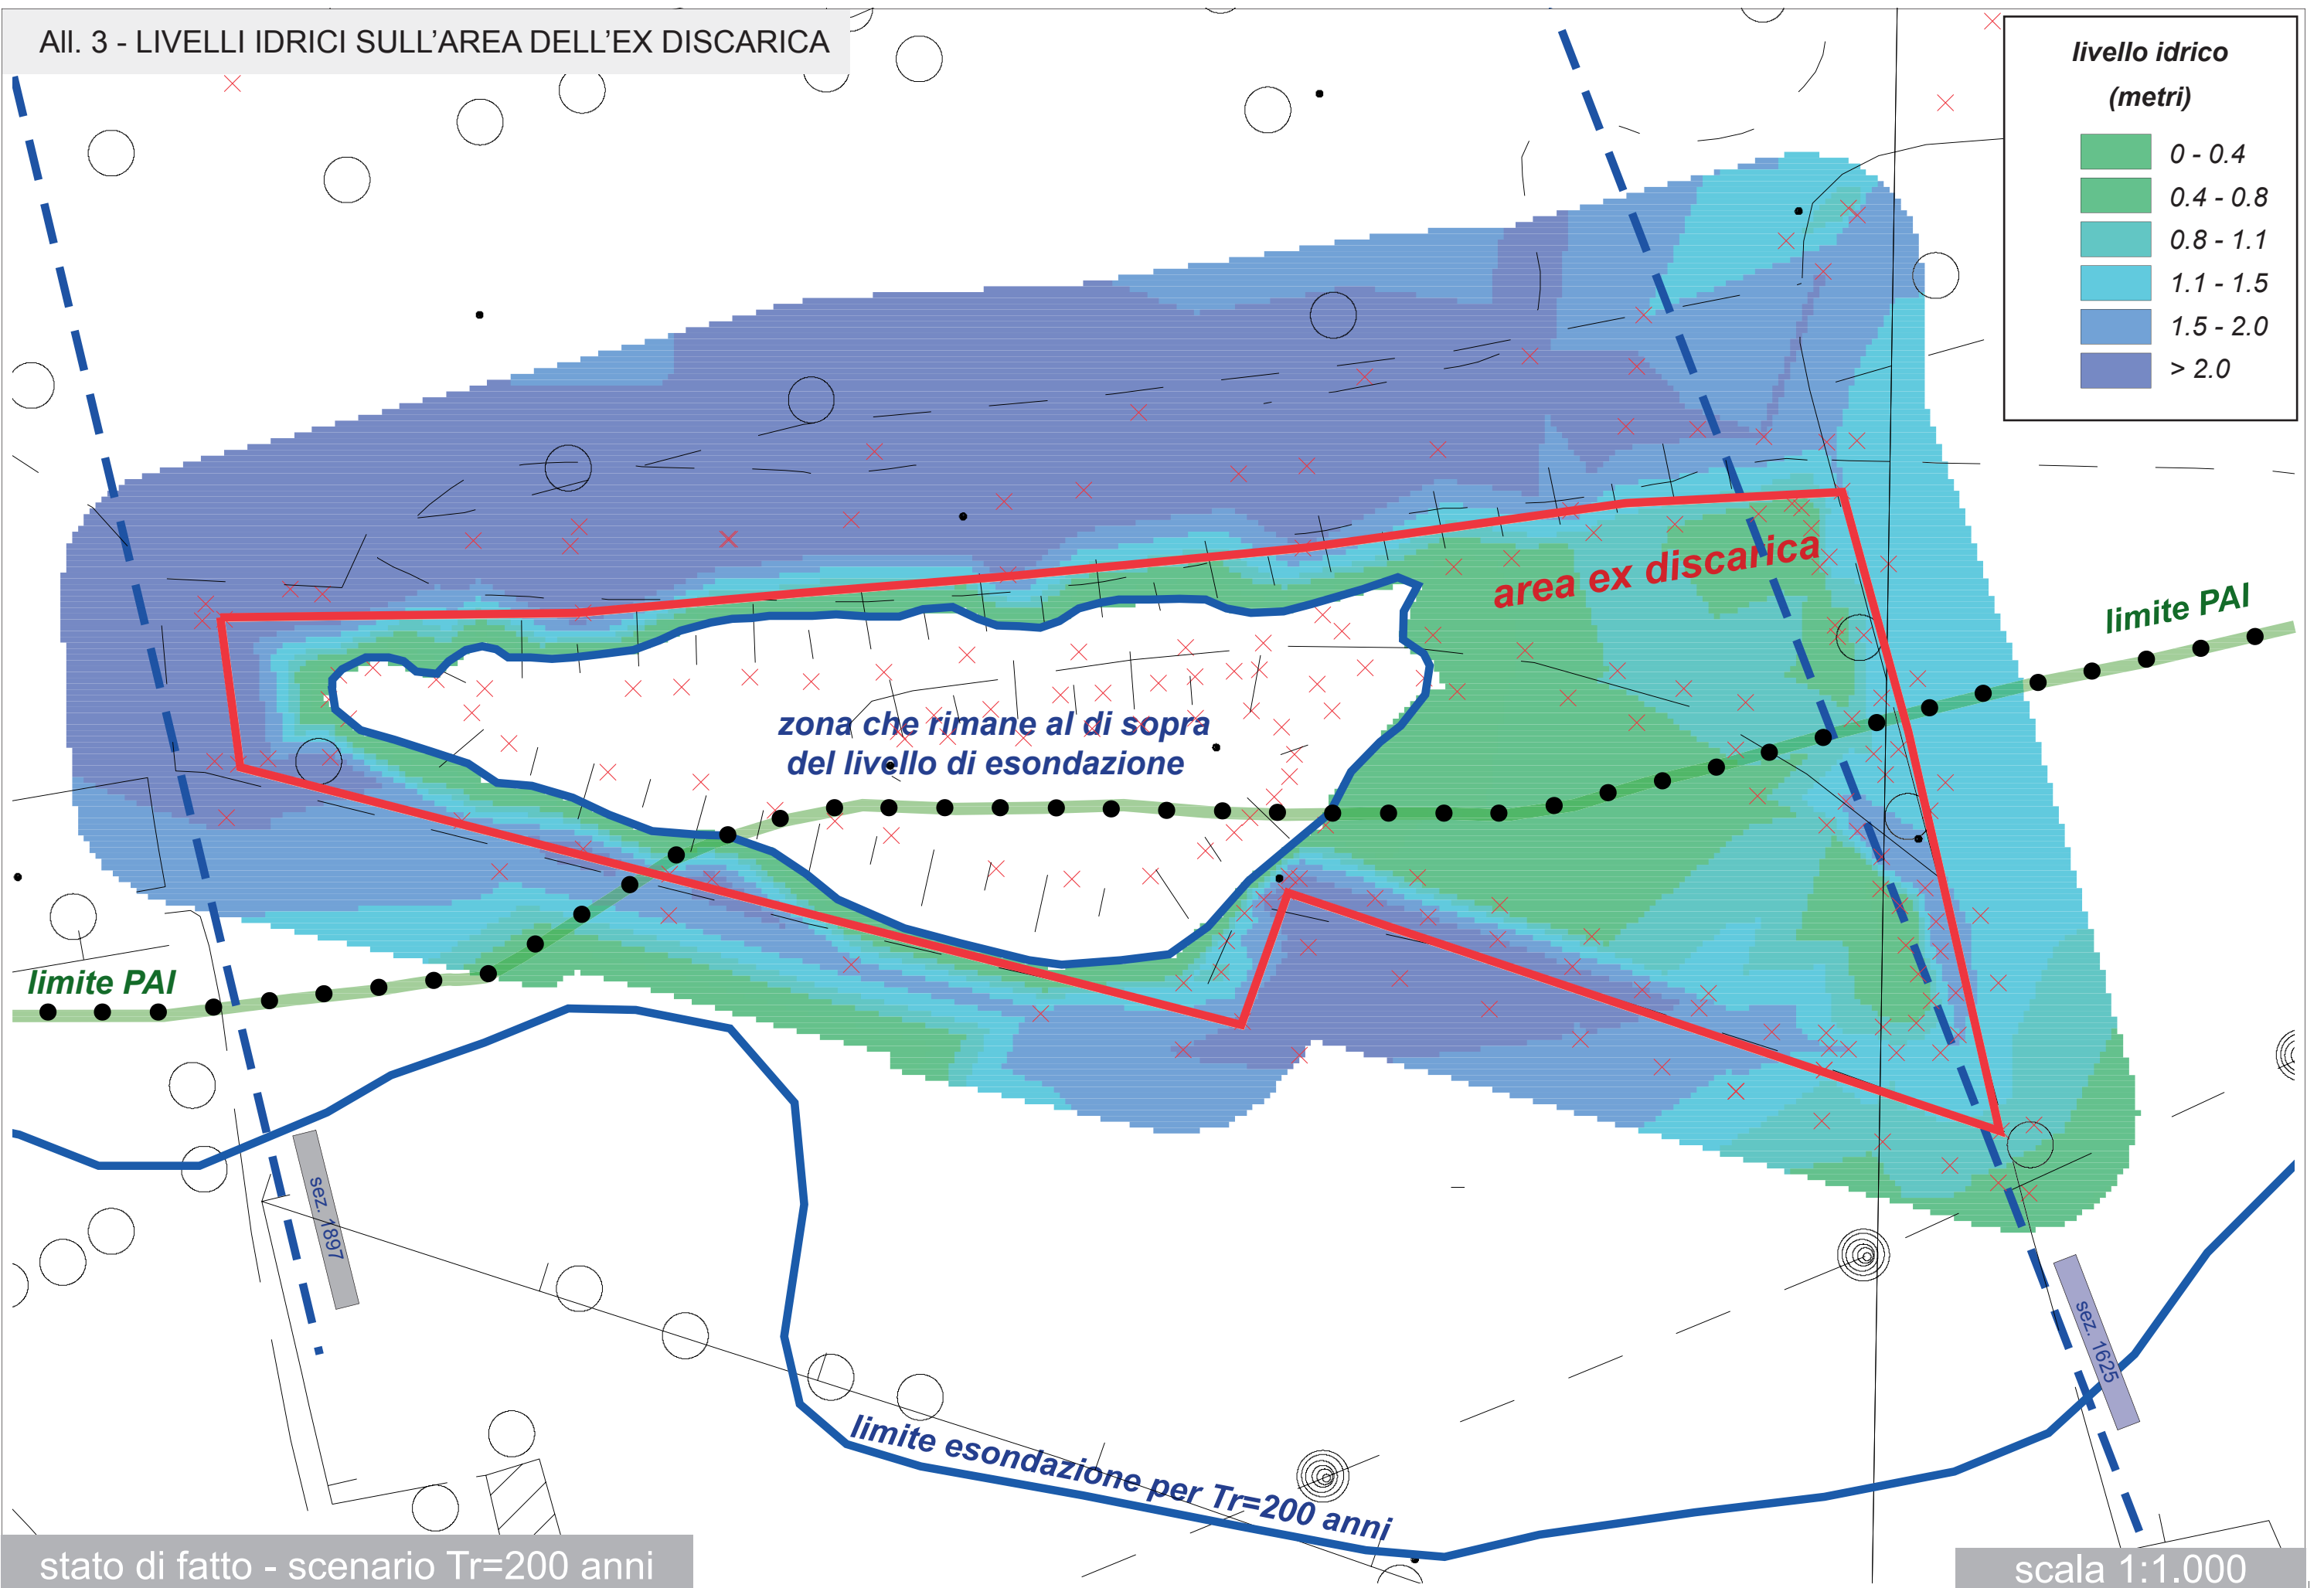 All. 3 - LIVELLI IDRICI SULL'AREA DELL'EX DISCARICA
livello idrico
(metri)
0 - 0.4
0.4 - 0.8
0.8 - 1.1
1.1 - 1.5
1.5 - 2.0
> 2.0
area ex discarica
limite PAI
zona che rimane al di sopra
del livello di esondazione
limite PAI
sez. 1897
sez. 1625
limite esondazione per Tr=200 anni
stato di fatto - scenario Tr=200 anni
scala 1:1.000